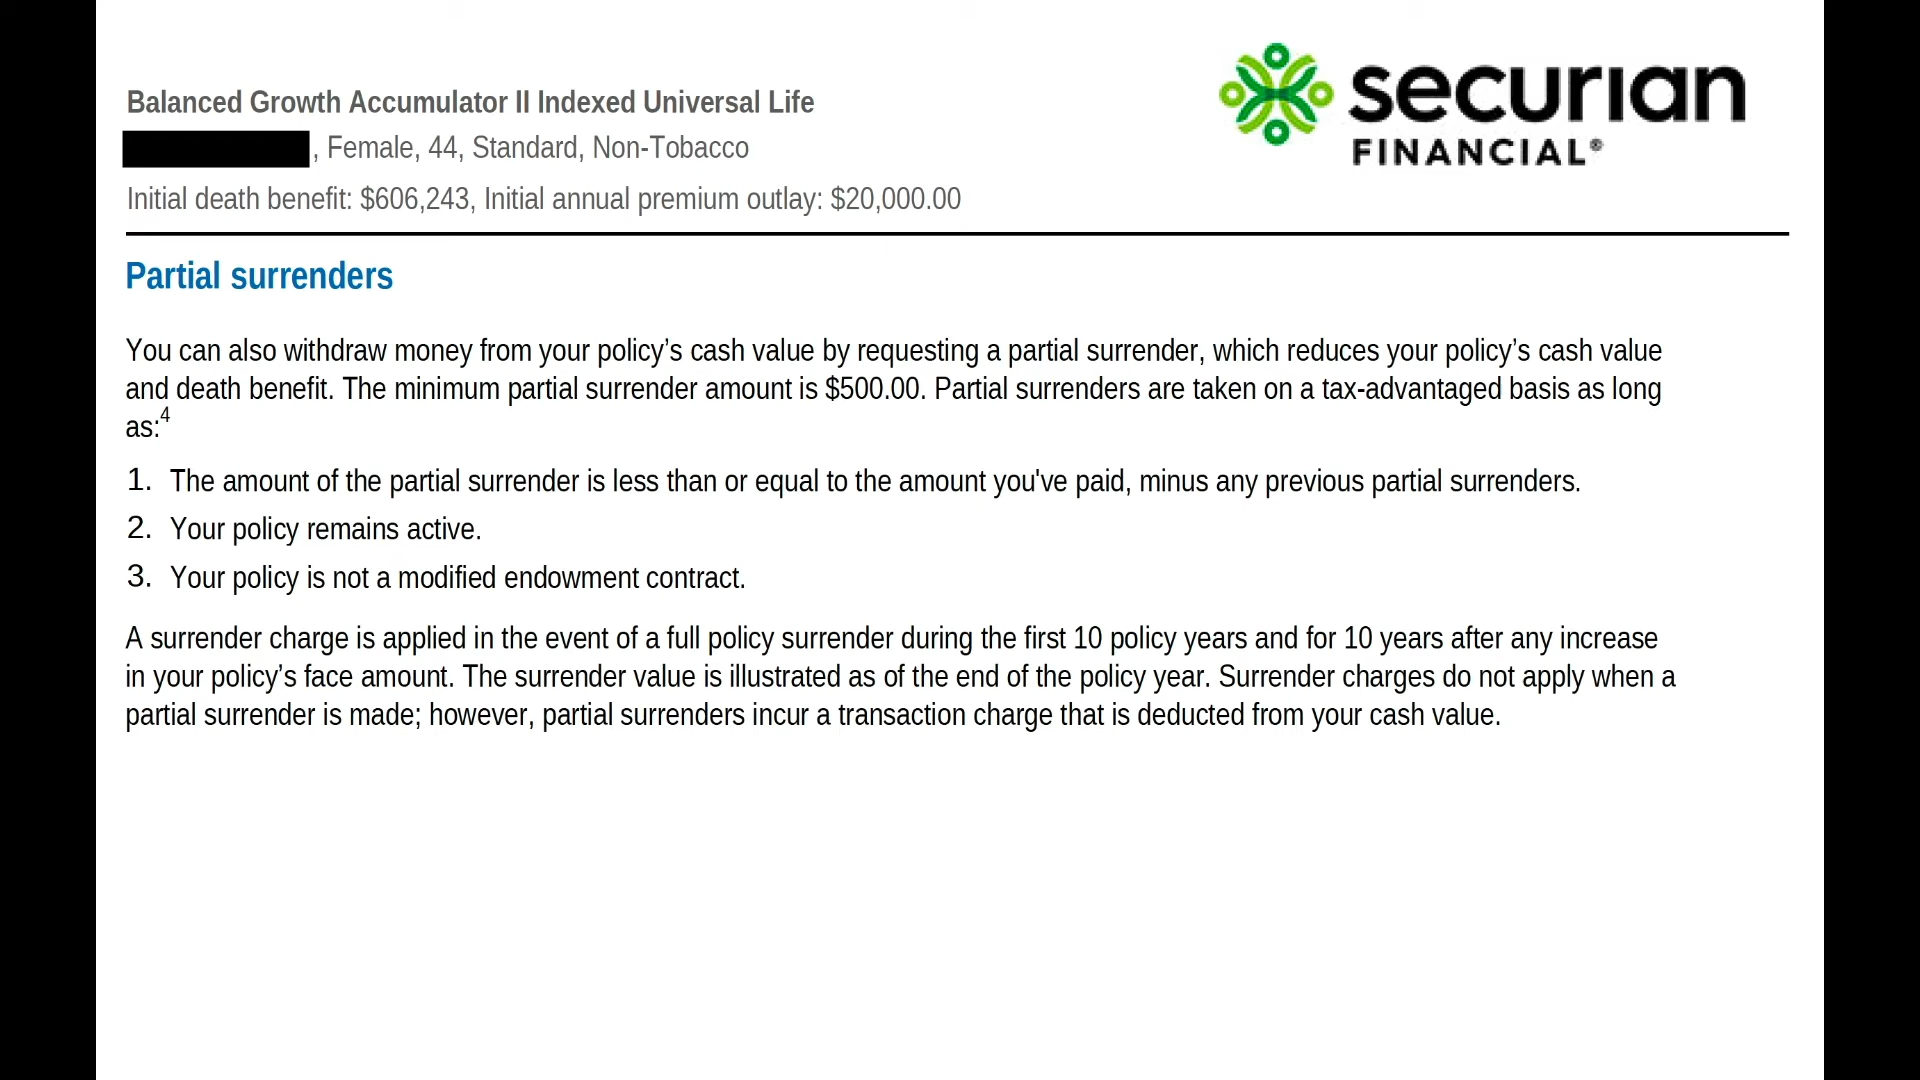 securian
FINANCIAL®
Balanced Growth Accumulator II Indexed Universal Life
, Female, 44, Standard, Non-Tobacco
Initial death benefit: $606,243, Initial annual premium outlay: $20,000.00
Partial surrenders
You can also withdraw money from your policy’s cash value by requesting a partial surrender, which reduces your policy’s cash value
and death benefit. The minimum partial surrender amount is $500.00. Partial surrenders are taken on a tax-advantaged basis as long
as:4
1. The amount of the partial surrender is less than or equal to the amount you've paid, minus any previous partial surrenders.
2. Your policy remains active.
3. Your policy is not a modified endowment contract.
A surrender charge is applied in the event of a full policy surrender during the first 10 policy years and for 10 years after any increase
in your policy’s face amount. The surrender value is illustrated as of the end of the policy year. Surrender charges do not apply when a
partial surrender is made; however, partial surrenders incur a transaction charge that is deducted from your cash value.